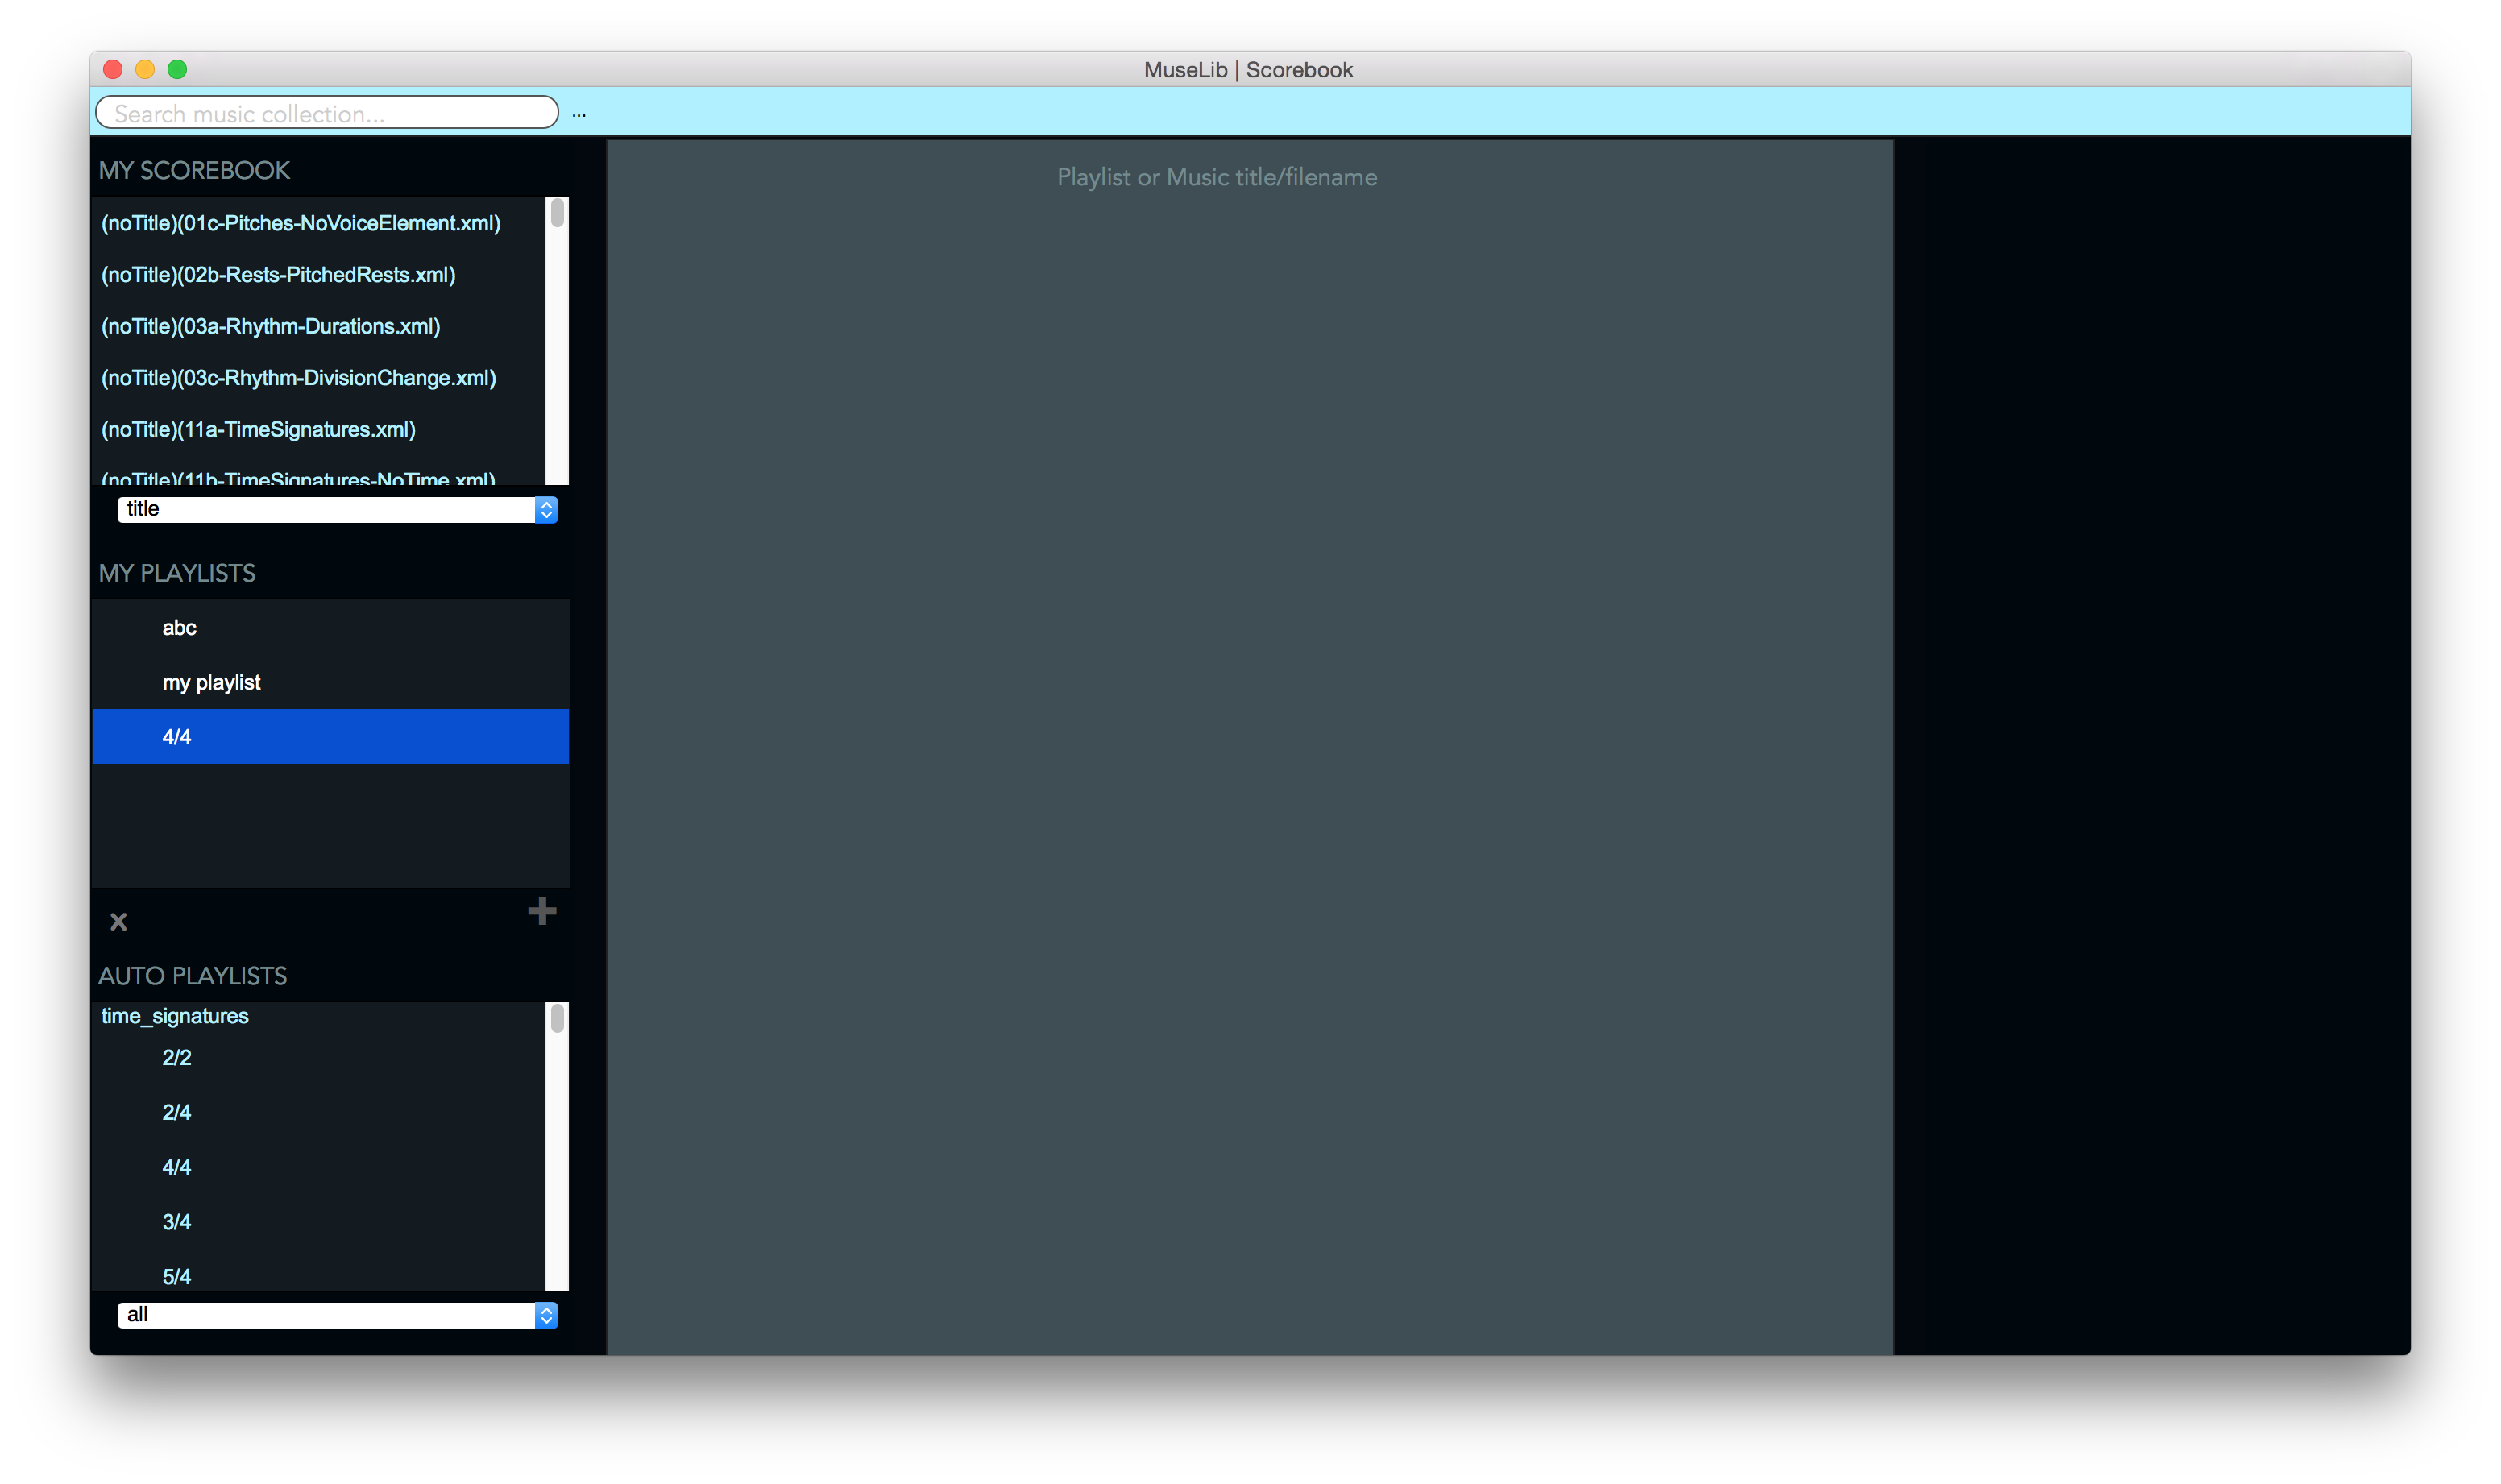 MuseLib | Scorebook
Search music collection...
...
MY SCOREBOOK
(noTitle)(01c-Pitches-NoVoiceElement.xml)
(noTitle)(02b-Rests-PitchedRests.xml)
(noTitle)(03a-Rhythm-Durations.xml)
(noTitle)(03c-Rhythm-DivisionChange.xml)
(noTitle)(11a-TimeSignatures.xml)
(noTitle)(11b-TimeSignatures-NoTime.xml)
title
MY PLAYLISTS
abc
my playlist
4/4
x
AUTO PLAYLISTS
time_signatures
2/2
2/4
4/4
3/4
5/4
all
Playlist or Music title/filename